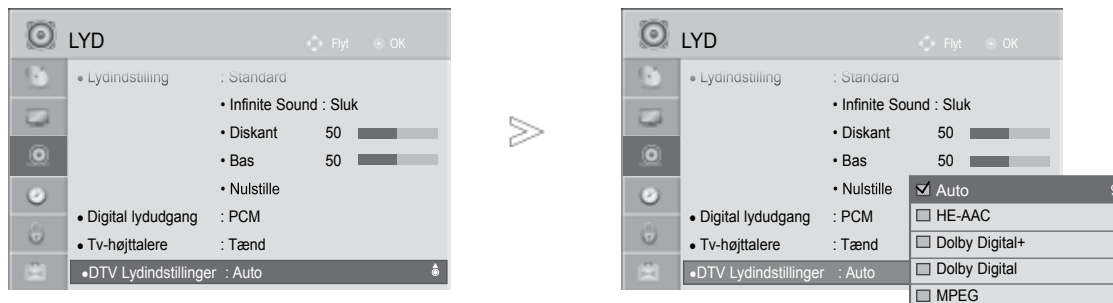 LYD
Flyt OK
• Lydindstilling : Standard
• Infinite Sound : Sluk
• Diskant 50
• Bas 50
• Nulstille
• Digital lydudgang : PCM
• Tv-højttalere : Tænd
•DTV Lydindstillinger : Auto
LYD
Flyt OK
• Lydindstilling : Standard
• Infinite Sound : Sluk
• Diskant 50
• Bas 50
• Nulstille
• Digital lydudgang : PCM
• Tv-højttalere : Tænd
•DTV Lydindstillinger : Auto
Auto
HE-AAC
Dolby Digital+
Dolby Digital
MPEG